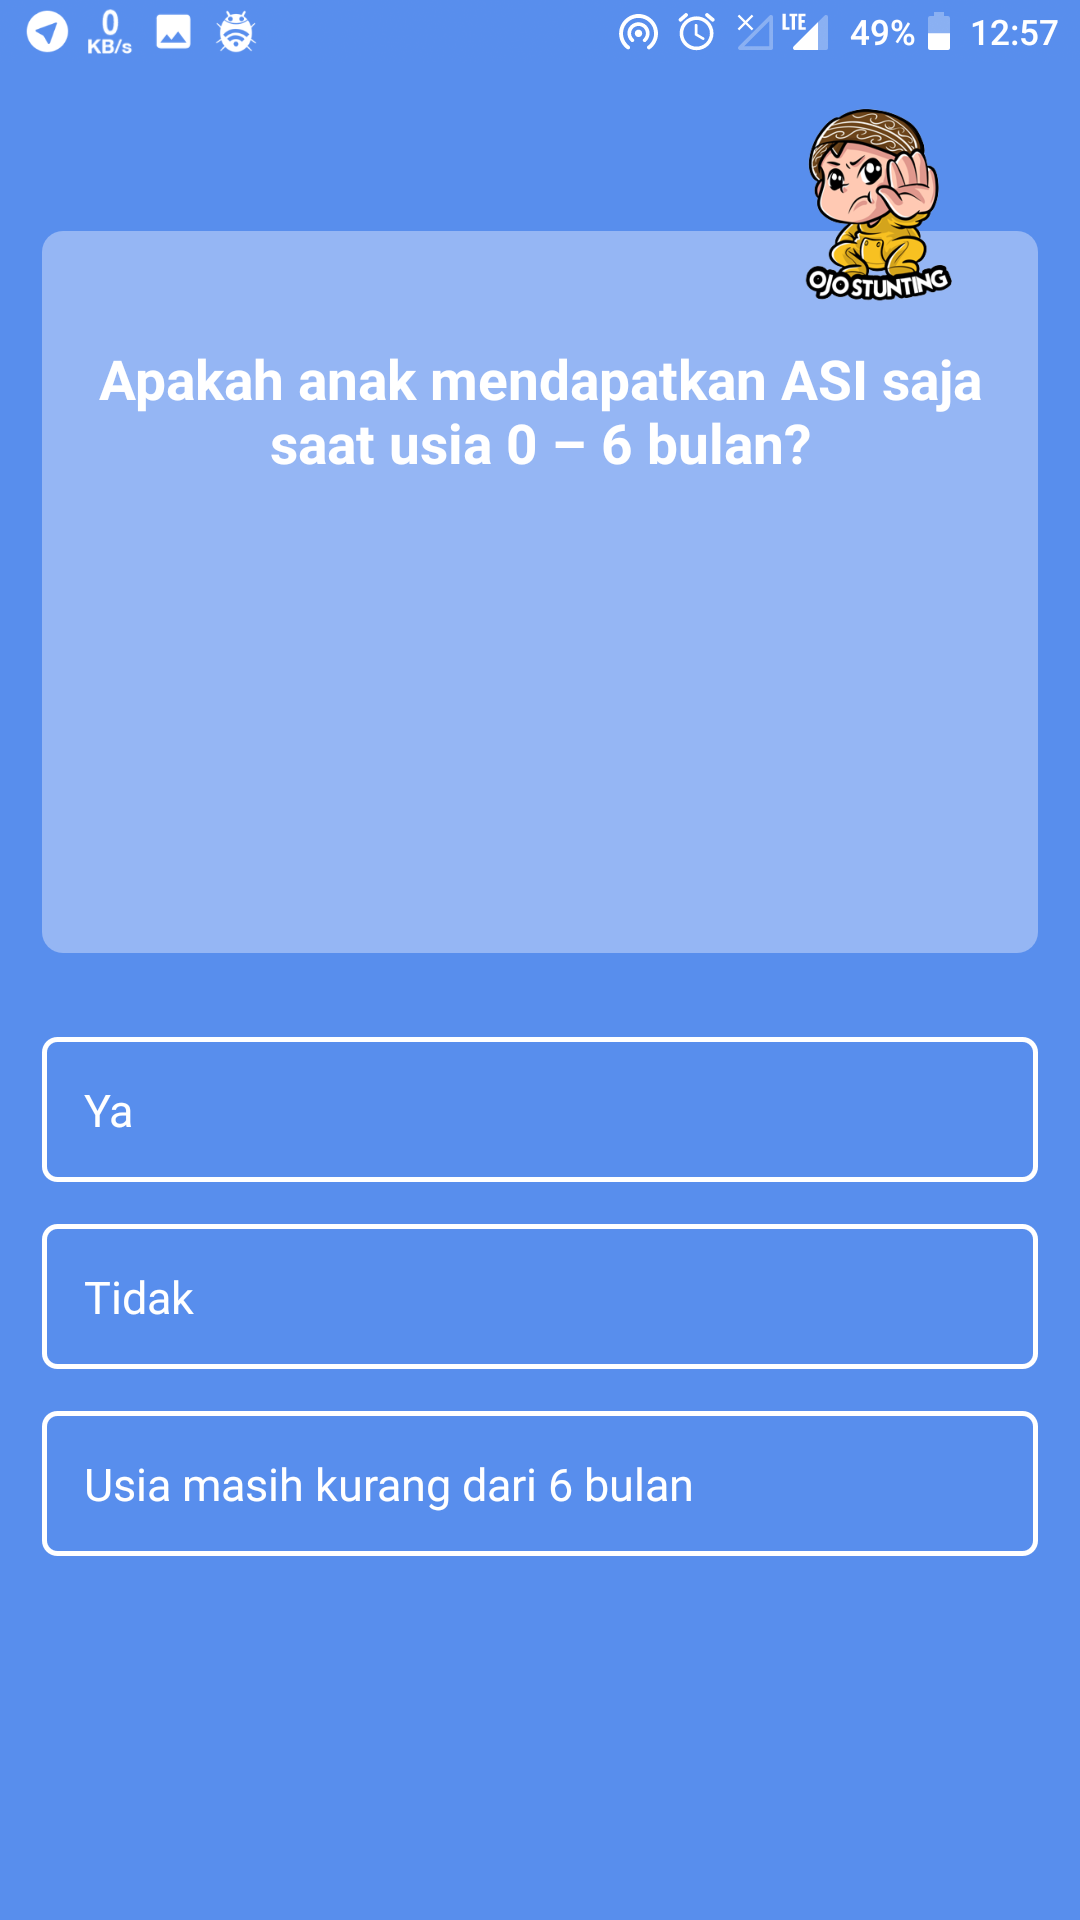 0
KB/s
LTE
49%
12:57
OJO STUNTING
Apakah anak mendapatkan ASI saja
saat usia 0 – 6 bulan?
Ya
Tidak
Usia masih kurang dari 6 bulan